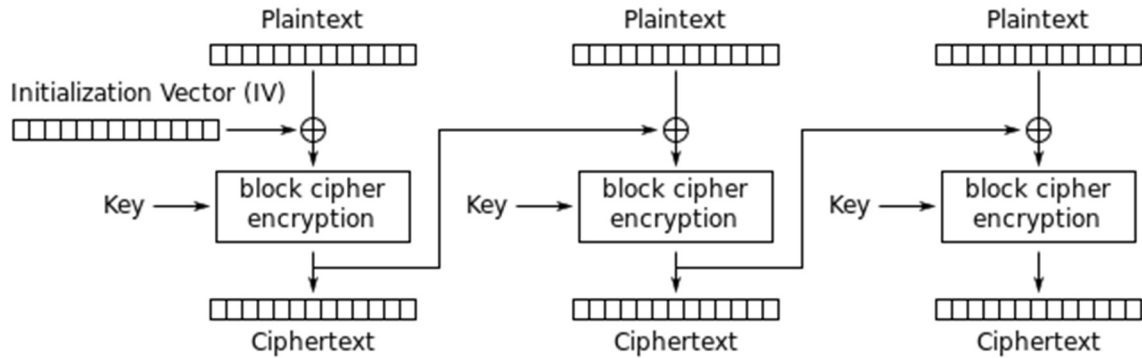 Plaintext
Plaintext
Plaintext
Initialization Vector (IV)
Key
block cipher
encryption
Key
block cipher
encryption
Key
block cipher
encryption
Ciphertext
Ciphertext
Ciphertext